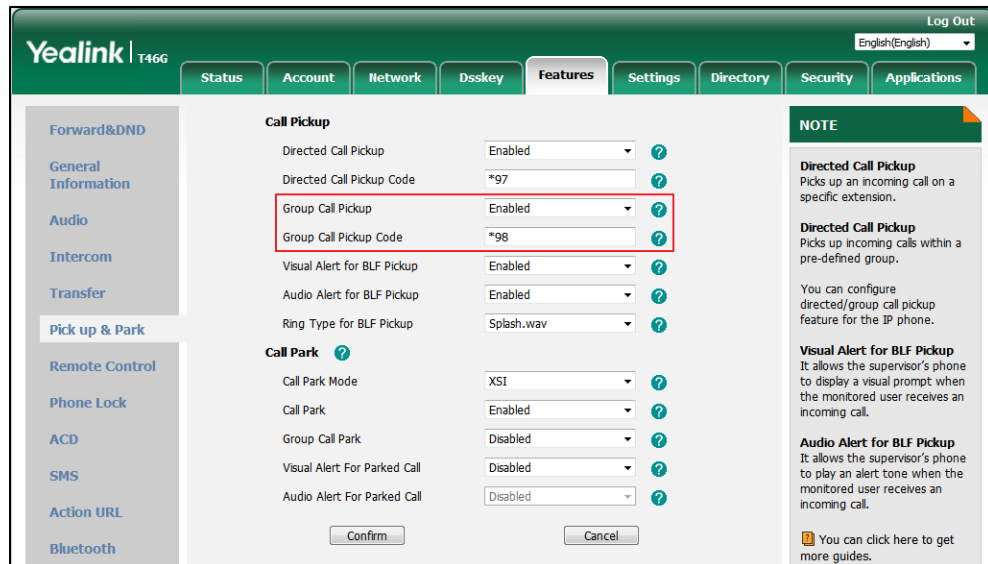 Log Out
Yealink | T46G
English(English)
Status Account Network Dsskey Features Settings Directory Security Applications
Forward&DND
General
Information
Audio
Intercom
Transfer
Pick up & Park
Remote Control
Phone Lock
ACD
SMS
Action URL
Bluetooth
Call Pickup
Directed Call Pickup Enabled ?
Directed Call Pickup Code *97 ?
Group Call Pickup Enabled ?
Group Call Pickup Code *98 ?
Visual Alert for BLF Pickup Enabled ?
Audio Alert for BLF Pickup Enabled ?
Ring Type for BLF Pickup Splash.wav ?
Call Park ?
Call Park Mode XSI ?
Call Park Enabled ?
Group Call Park Disabled ?
Visual Alert For Parked Call Disabled ?
Audio Alert For Parked Call Disabled ?
Confirm Cancel
NOTE
Directed Call Pickup
Picks up an incoming call on a
specific extension.
Directed Call Pickup
Picks up incoming calls within a
pre-defined group.
You can configure
directed/group call pickup
feature for the IP phone.
Visual Alert for BLF Pickup
It allows the supervisor's phone
to display a visual prompt when
the monitored user receives an
incoming call.
Audio Alert for BLF Pickup
It allows the supervisor's phone
to play an alert tone when the
monitored user receives an
incoming call.
? You can click here to get
more guides.